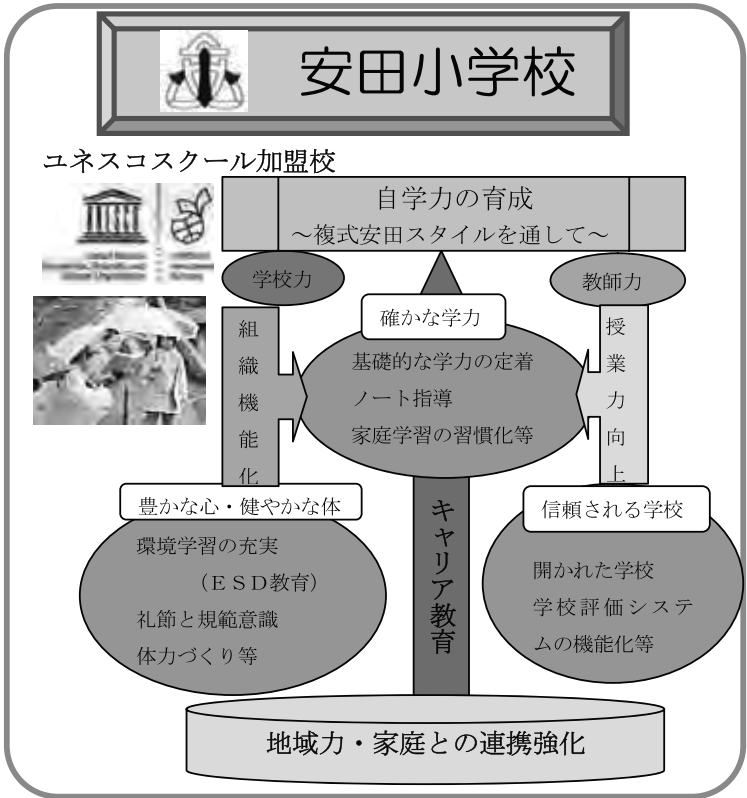 安田小学校
ユネスコスクール加盟校
自学力の育成
～複式安田スタイルを通して～
学校力
教師力
確かな学力
組織機能化
基礎的な学力の定着
ノート指導
家庭学習の習慣化等
授業力向上
豊かな心・健やかな体
環境学習の充実
（ＥＳＤ教育）
礼節と規範意識
体力づくり等
キャリア教育
信頼される学校
開かれた学校
学校評価システ
ムの機能化等
地域力・家庭との連携強化